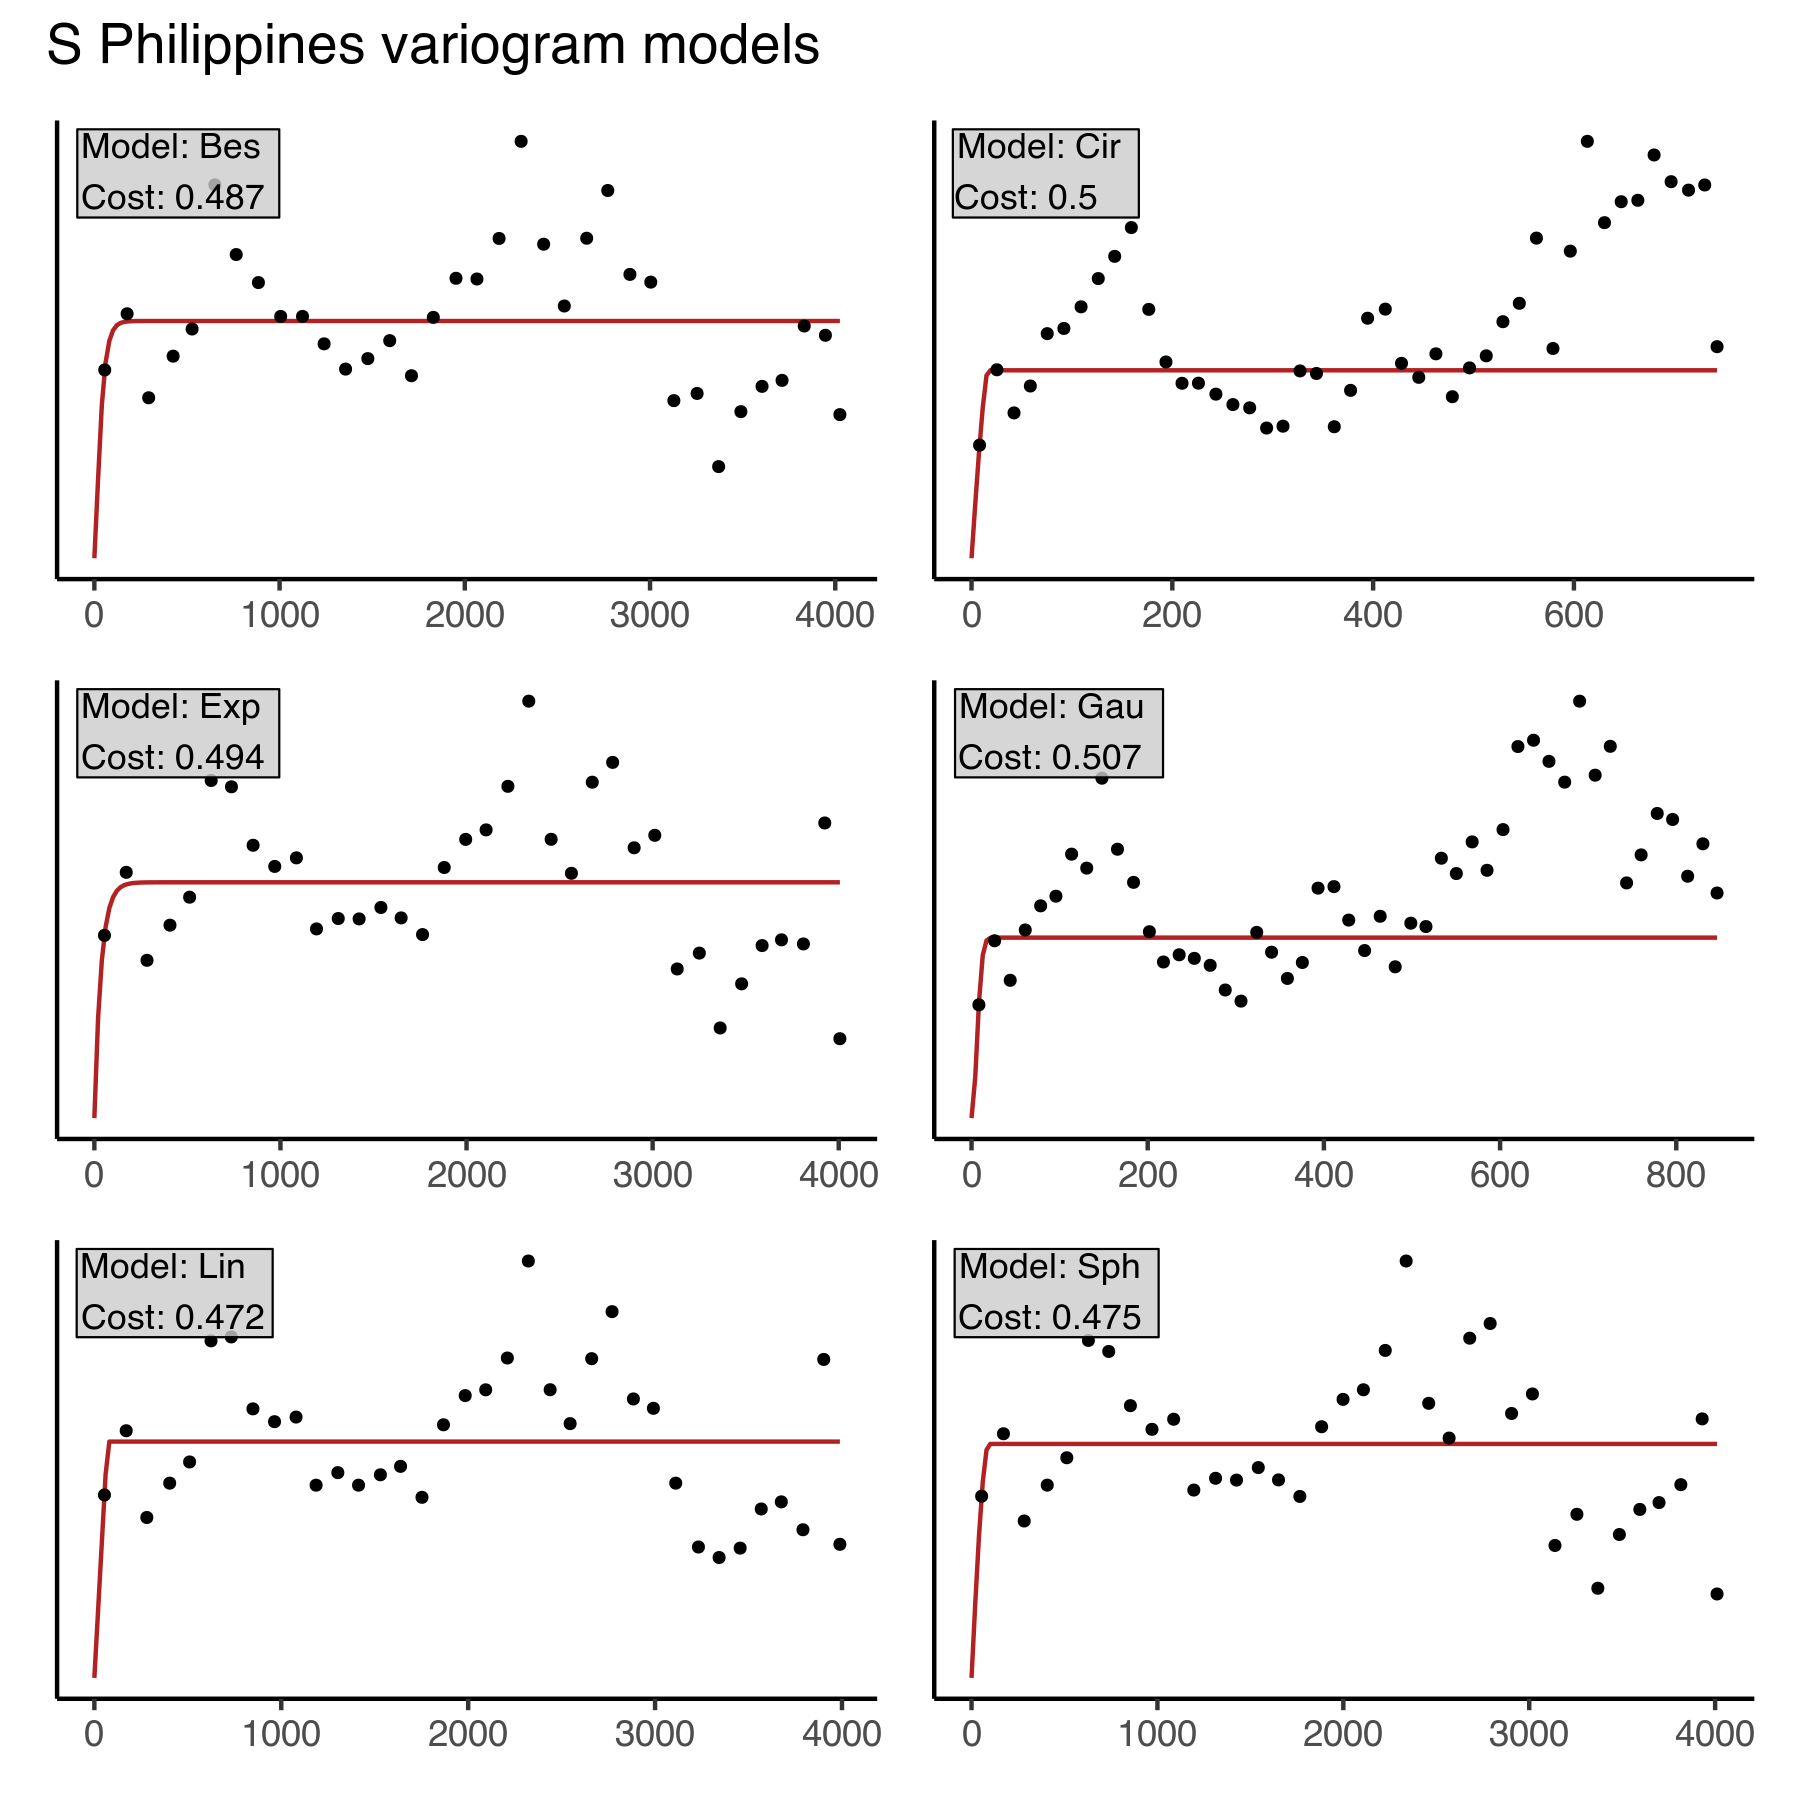 S Philippines variogram models
Model: Bes
Cost: 0.487
0 1000 2000 3000 4000
Model: Cir
Cost: 0.5
0 200 400 600
Model: Exp
Cost: 0.494
0 1000 2000 3000 4000
Model: Gau
Cost: 0.507
0 200 400 600 800
Model: Lin
Cost: 0.472
0 1000 2000 3000 4000
Model: Sph
Cost: 0.475
0 1000 2000 3000 4000